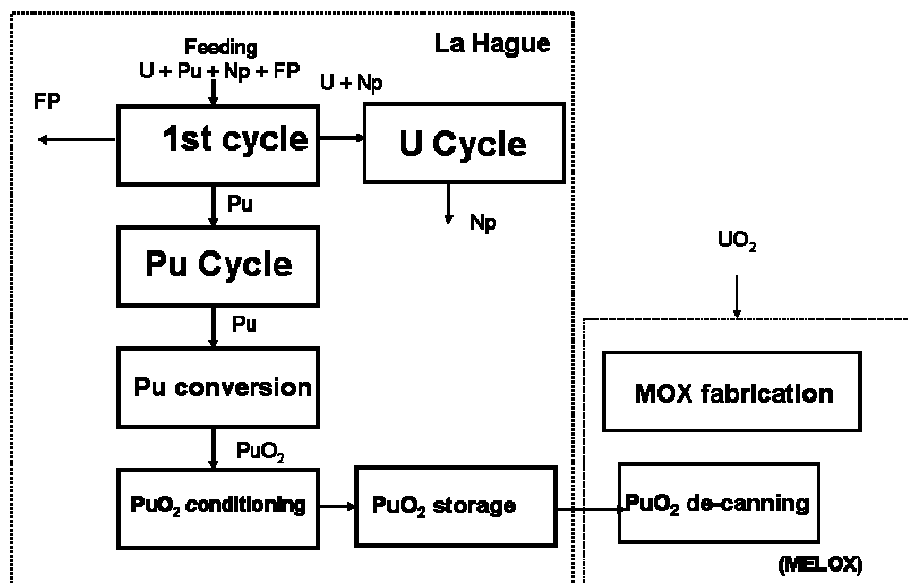 La Hague
Feeding
U + Pu + Np + FP
U + Np
FP
1st cycle
U Cycle
Pu
Np
Pu Cycle
UO₂
Pu
Pu conversion
MOX fabrication
PuO₂
PuO₂ conditioning
PuO₂ storage
PuO₂ de-canning
(MELOX)